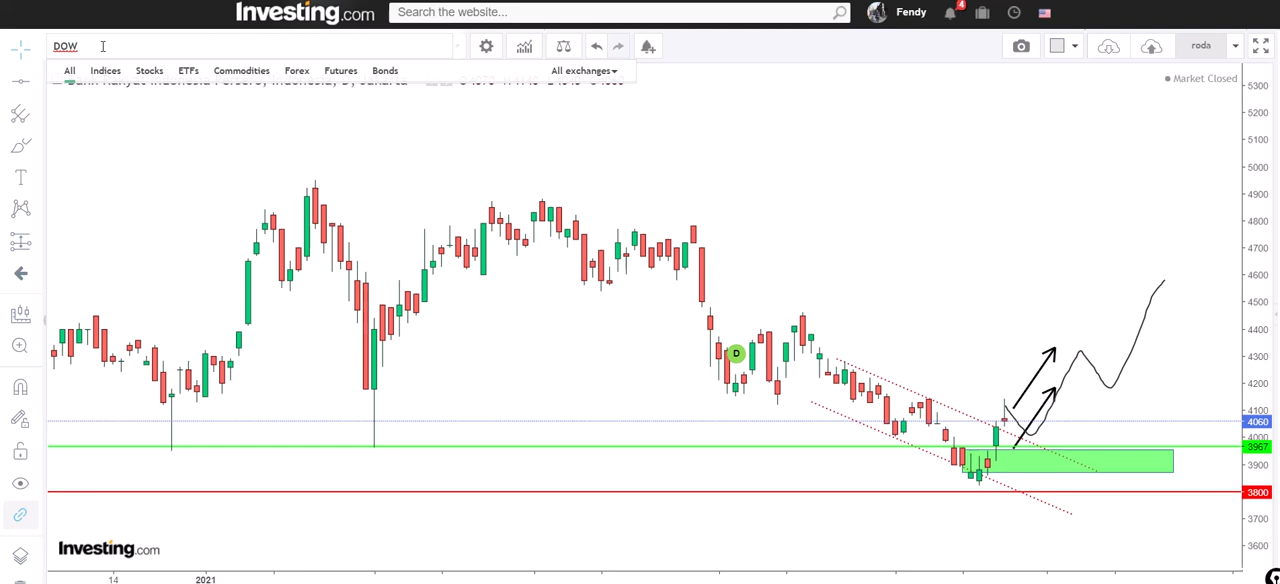 Investing.com
Search the website...
Fendy
4
DOW
roda
All Indices Stocks ETFs Commodities Forex Futures Bonds All exchanges
Market Closed
5300
5200
5100
5000
4900
4800
4700
4600
4500
4400
4300
4200
4100
4060
4000
3967
3900
3800
3700
3600
D
Investing.com
14 2021